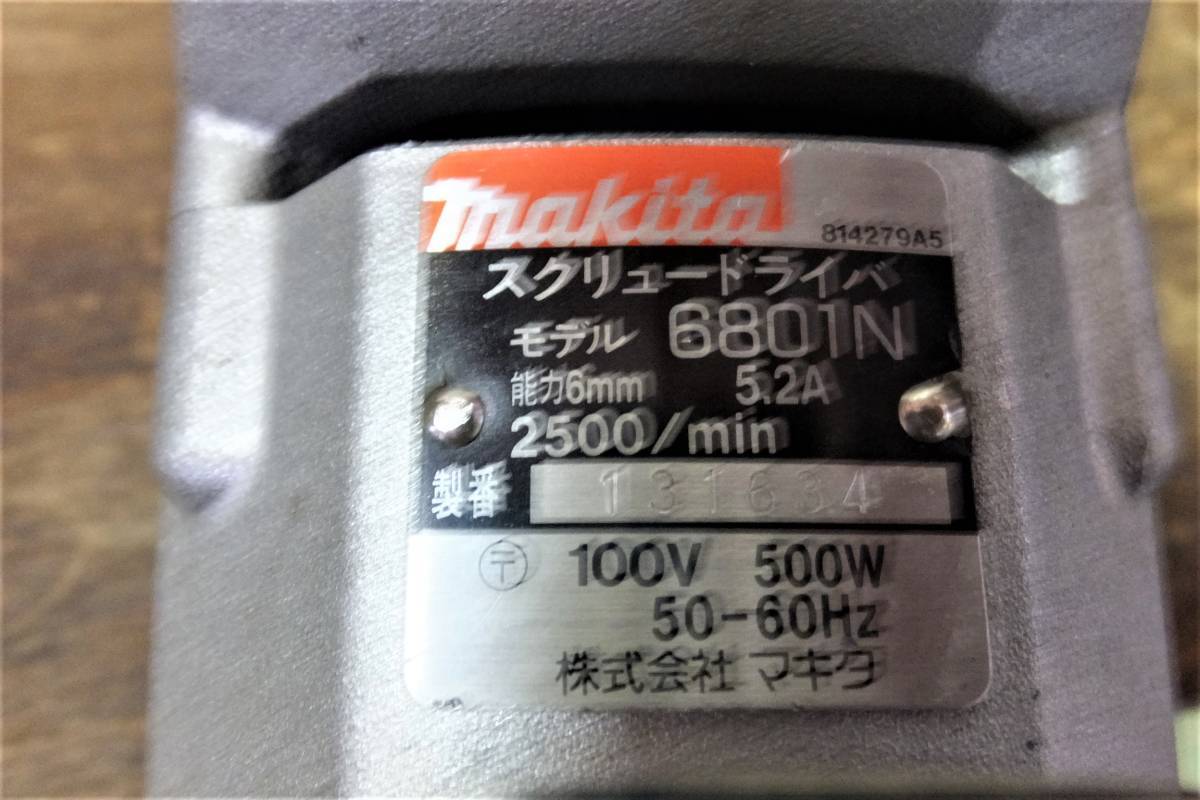 makita
814279A5
スクリュードライバ
モデル 6801N
能力6mm 5.2A
2500/min
製番 131634
〒 100V 500W
50-60Hz
株式会社 マキタ